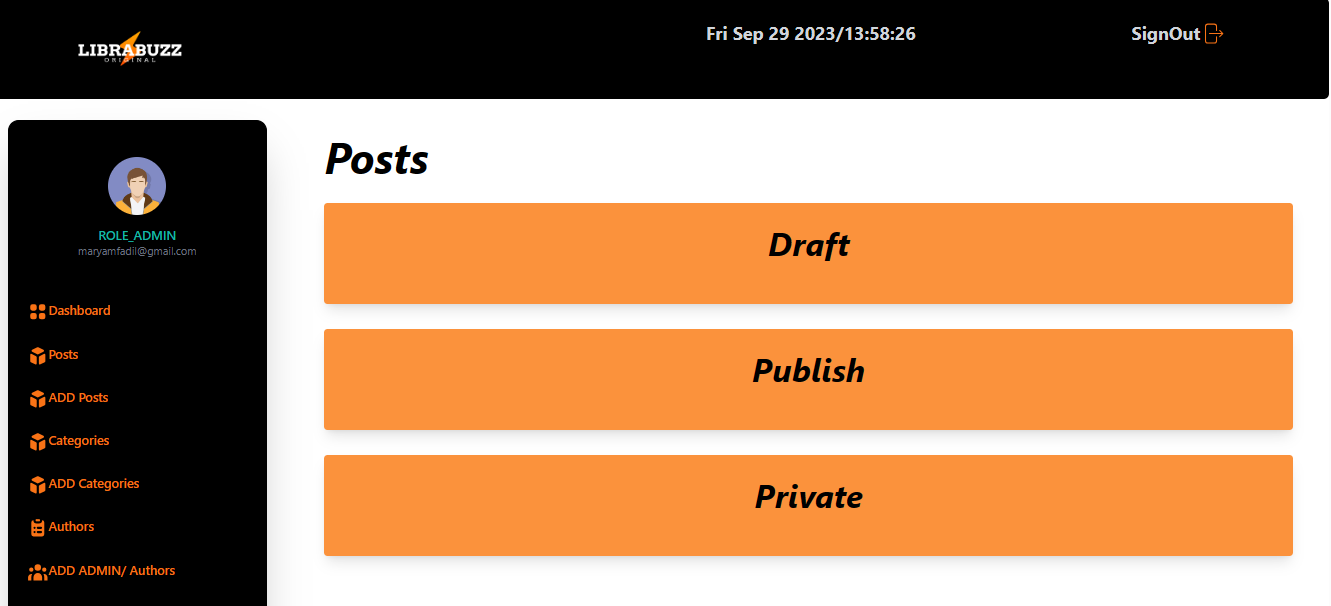 LIBRABUZZ
ORIGINAL
Fri Sep 29 2023/13:58:26
SignOut
ROLE_ADMIN
maryamfadil@gmail.com
Dashboard
Posts
ADD Posts
Categories
ADD Categories
Authors
ADD ADMIN/ Authors
Posts
Draft
Publish
Private